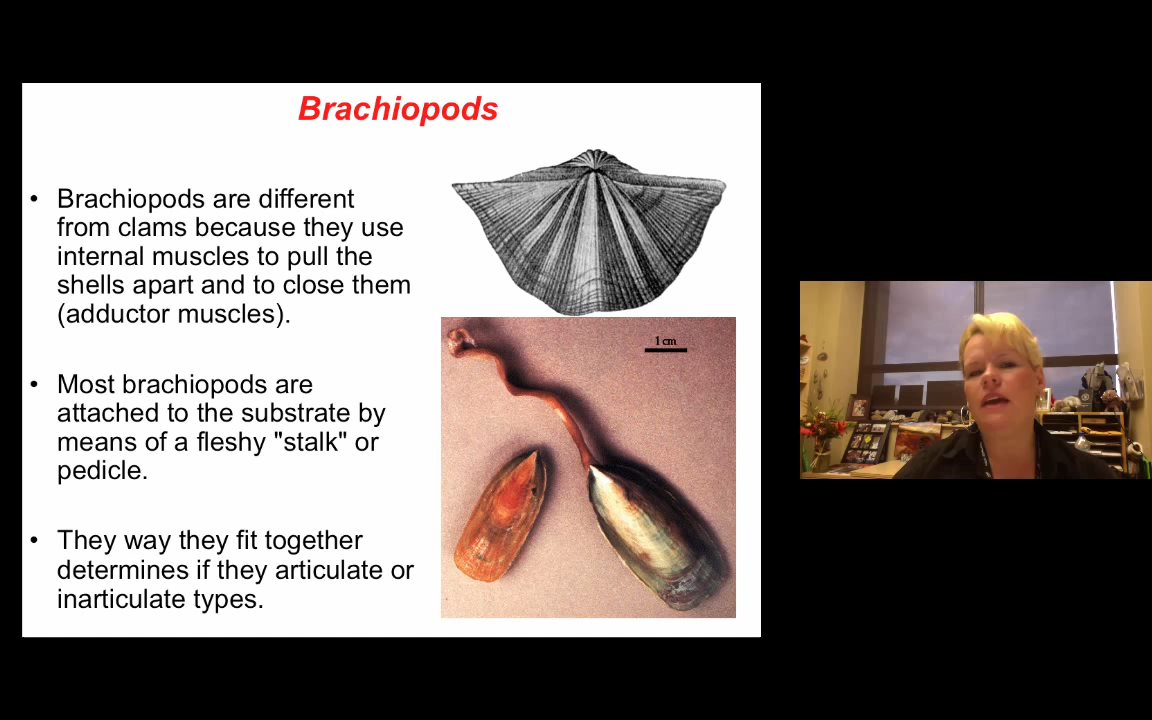 Brachiopods
• Brachiopods are different
from clams because they use
internal muscles to pull the
shells apart and to close them
(adductor muscles).
• Most brachiopods are
attached to the substrate by
means of a fleshy "stalk" or
pedicle.
• They way they fit together
determines if they articulate or
inarticulate types.
1 cm